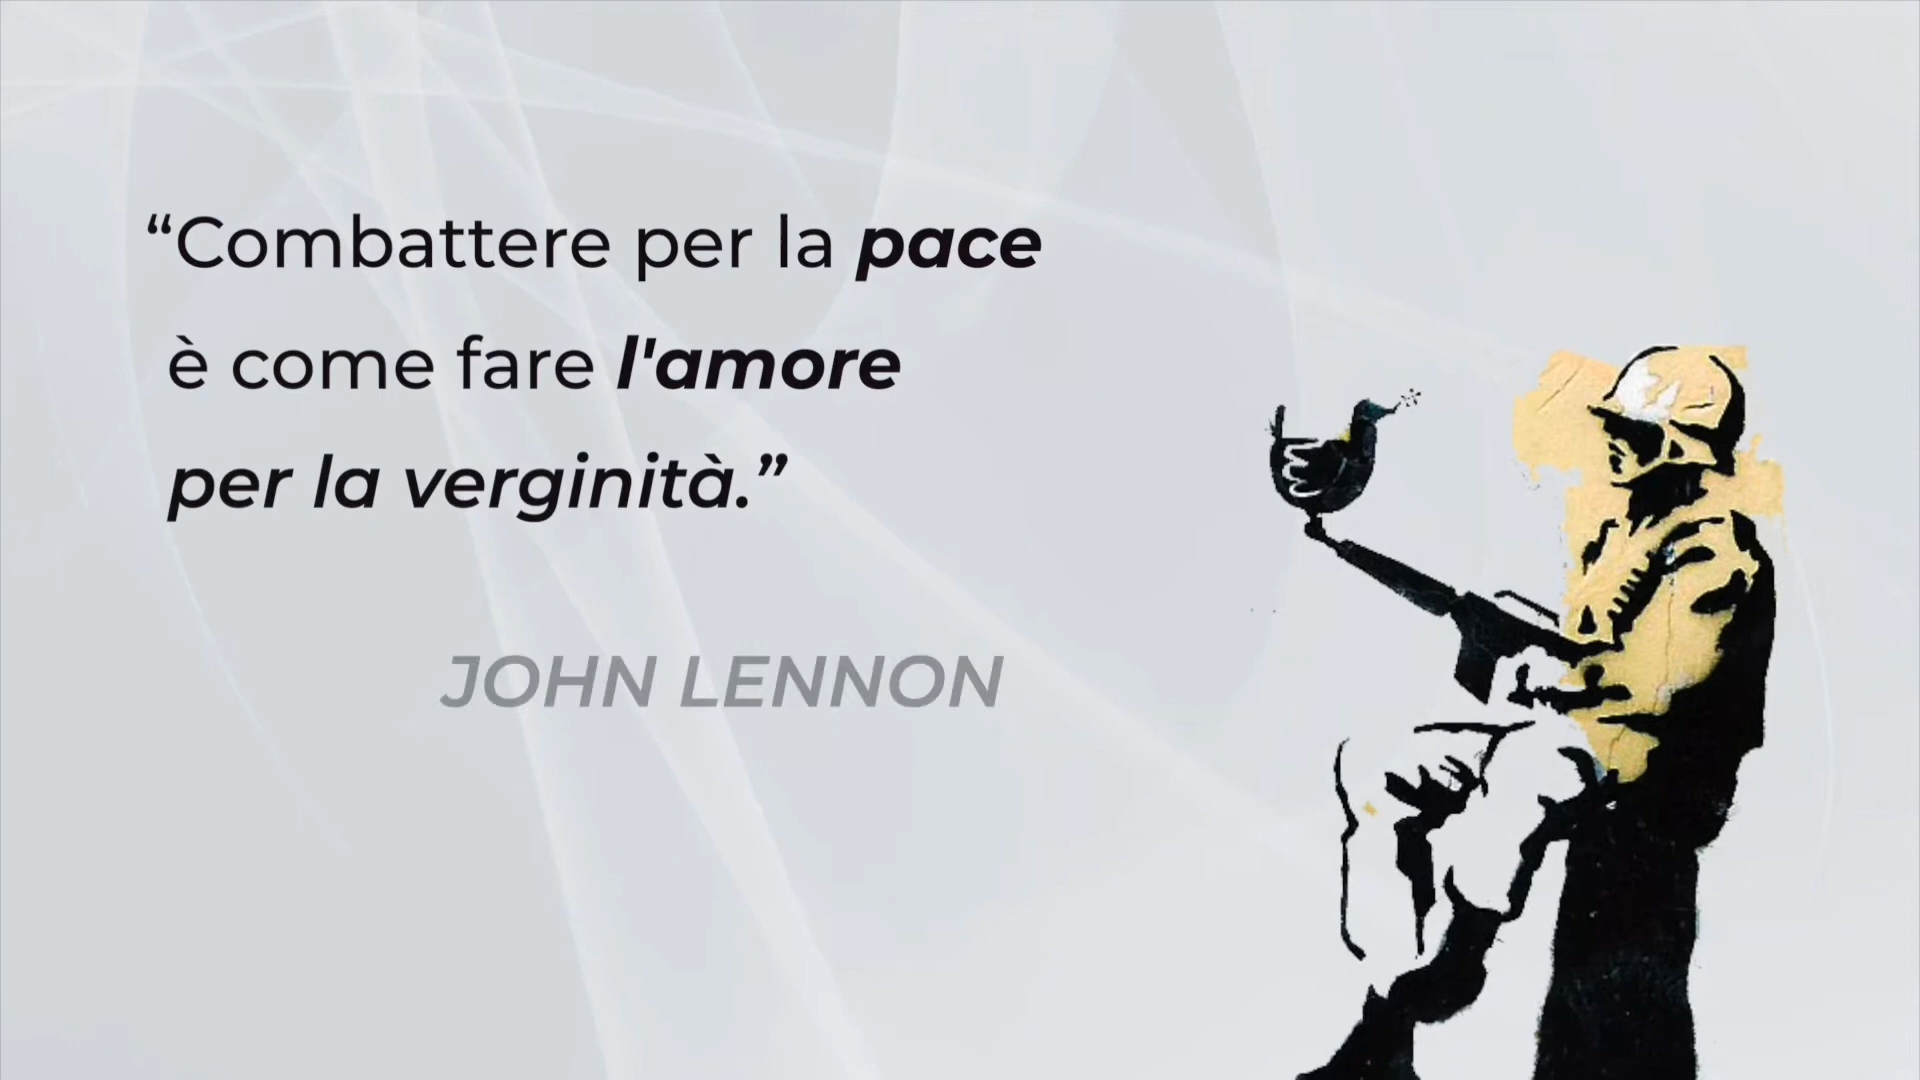 “Combattere per la pace
è come fare l'amore
per la verginità.”
JOHN LENNON